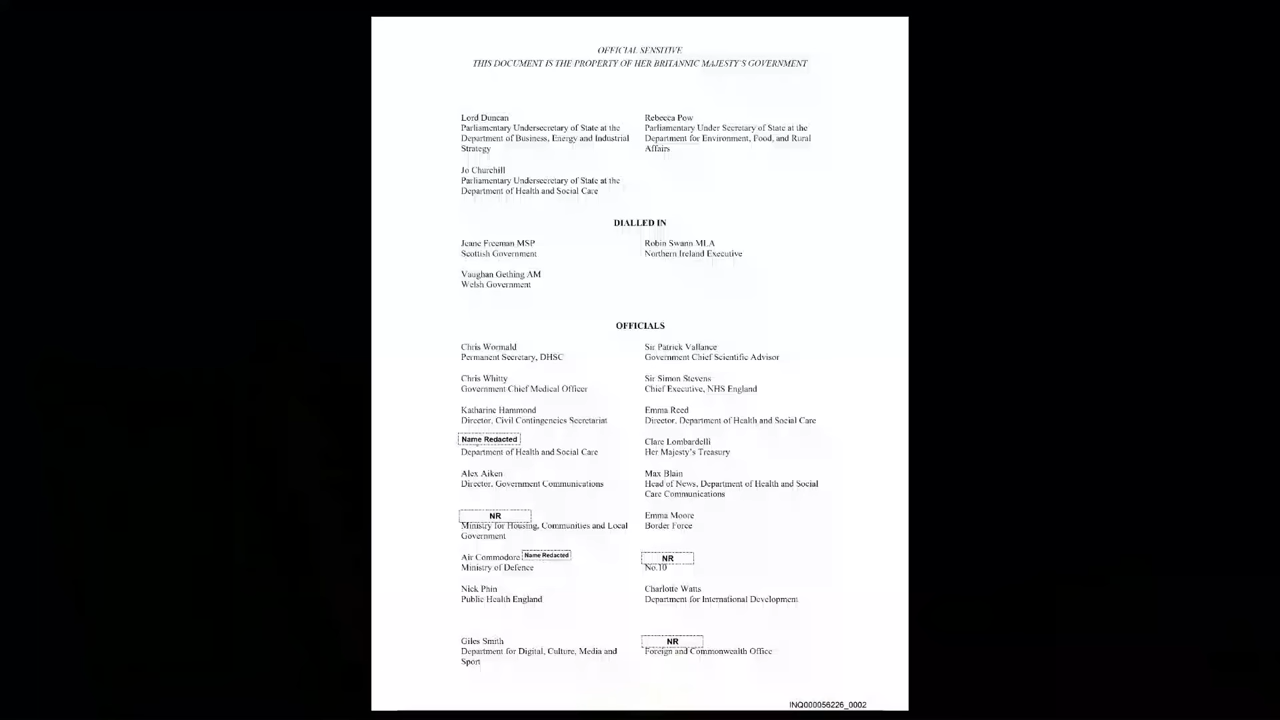 OFFICIAL SENSITIVE
THIS DOCUMENT IS THE PROPERTY OF HER BRITANNIC MAJESTY'S GOVERNMENT
Lord Duncan
Parliamentary Undersecretary of State at the
Department of Business, Energy and Industrial
Strategy
Rebecca Pow
Parliamentary Under Secretary of State at the
Department for Environment, Food, and Rural
Affairs
Jo Churchill
Parliamentary Undersecretary of State at the
Department of Health and Social Care
DIALLED IN
Jeane Freeman MSP
Scottish Government
Robin Swann MLA
Northern Ireland Executive
Vaughan Gething AM
Welsh Government
OFFICIALS
Chris Wormald
Permanent Secretary, DHSC
Sir Patrick Vallance
Government Chief Scientific Advisor
Chris Whitty
Government Chief Medical Officer
Sir Simon Stevens
Chief Executive, NHS England
Katharine Hammond
Director, Civil Contingencies Secretariat
Emma Reed
Director, Department of Health and Social Care
Name Redacted
Department of Health and Social Care
Clare Lombardelli
Her Majesty's Treasury
Alex Aiken
Director, Government Communications
Max Blain
Head of News, Department of Health and Social
Care Communications
NR
Ministry for Housing, Communities and Local
Government
Emma Moore
Border Force
Air Commodore Name Redacted
Ministry of Defence
NR
No.10
Nick Phin
Public Health England
Charlotte Watts
Department for International Development
Giles Smith
Department for Digital, Culture, Media and
Sport
NR
Foreign and Commonwealth Office
INQ000056226_0002